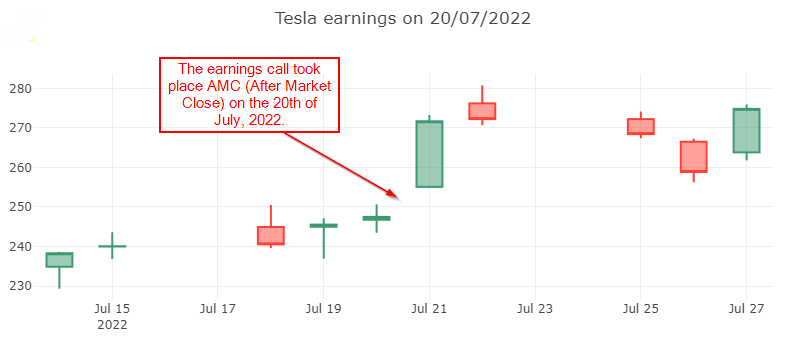 Tesla earnings on 20/07/2022
The earnings call took
place AMC (After Market
Close) on the 20th of
July, 2022.
280
270
260
250
240
230
Jul 15
2022
Jul 17
Jul 19
Jul 21
Jul 23
Jul 25
Jul 27